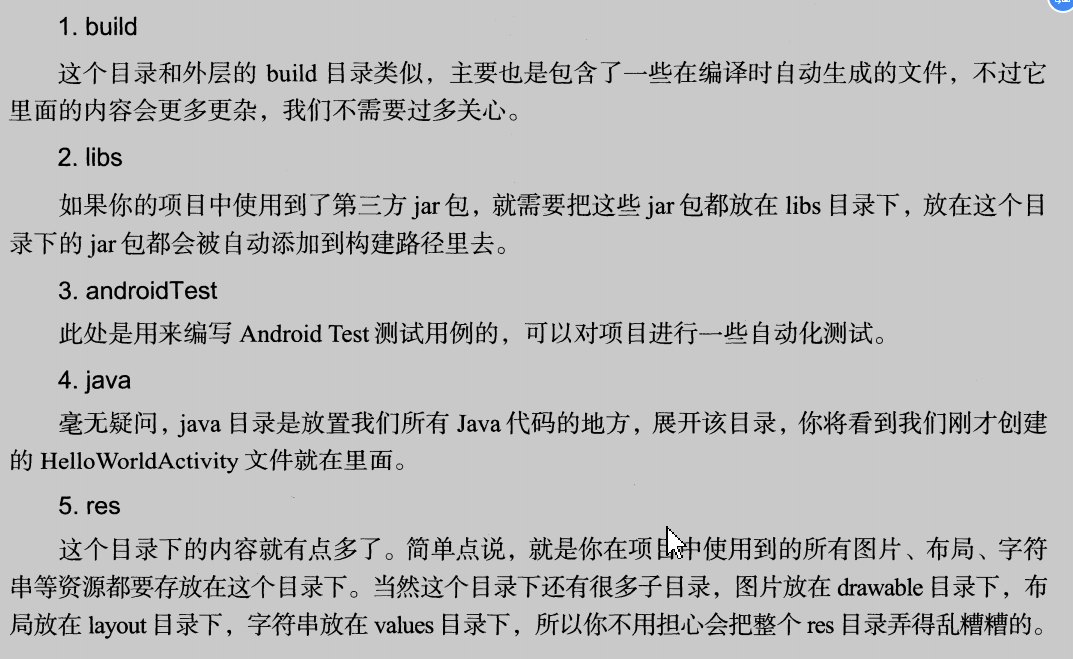 1. build
这个目录和外层的 build 目录类似，主要也是包含了一些在编译时自动生成的文件，不过它
里面的内容会更多更杂，我们不需要过多关心。
2. libs
如果你的项目中使用到了第三方 jar 包，就需要把这些 jar 包都放在 libs 目录下，放在这个目
录下的 jar 包都会被自动添加到构建路径里去。
3. androidTest
此处是用来编写 Android Test 测试用例的，可以对项目进行一些自动化测试。
4. java
毫无疑问，java 目录是放置我们所有 Java 代码的地方，展开该目录，你将看到我们刚才创建
的 HelloWorldActivity 文件就在里面。
5. res
这个目录下的内容就有点多了。简单点说，就是你在项目中使用到的所有图片、布局、字符
串等资源都要存放在这个目录下。当然这个目录下还有很多子目录，图片放在 drawable 目录下，布
局放在 layout 目录下，字符串放在 values 目录下，所以你不用担心会把整个 res 目录弄得乱糟糟的。